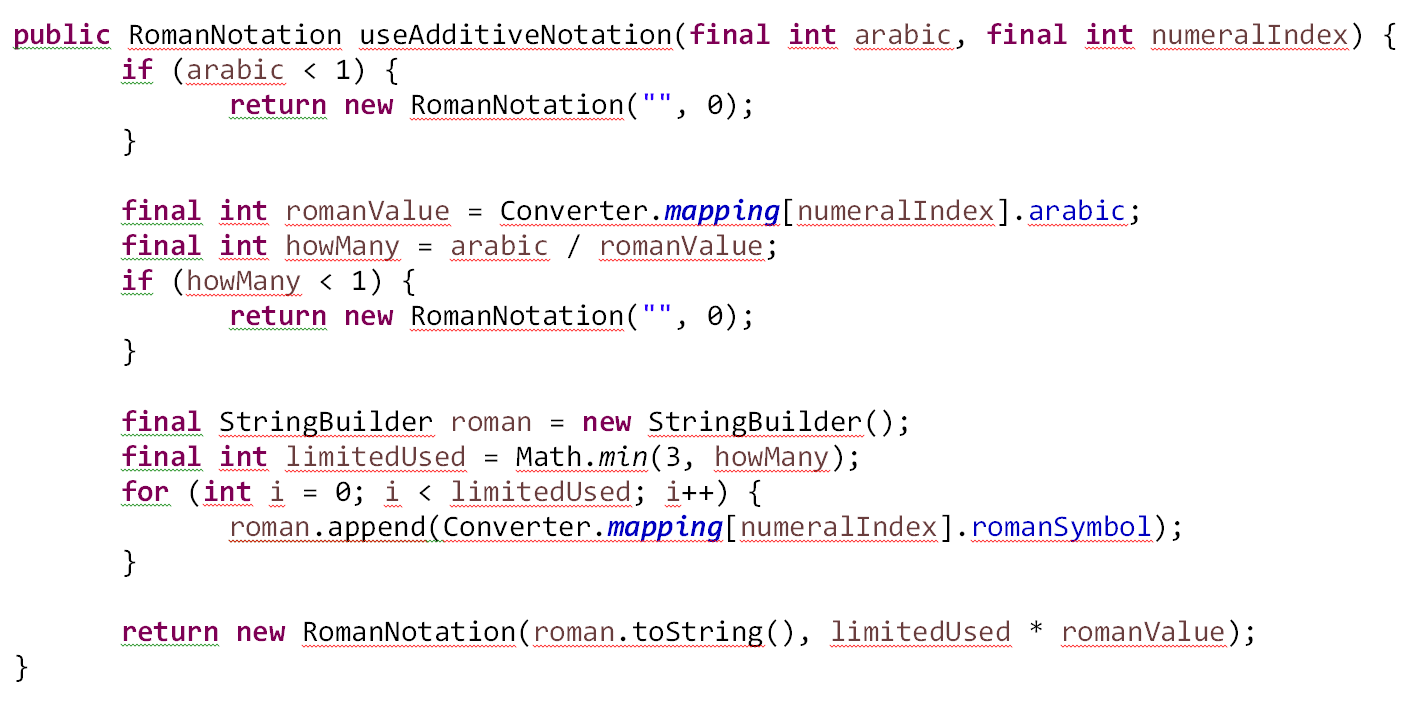 public RomanNotation useAdditiveNotation(final int arabic, final int numeralIndex) {
if (arabic < 1) {
return new RomanNotation("", 0);
}
final int romanValue = Converter.mapping[numeralIndex].arabic;
final int howMany = arabic / romanValue;
if (howMany < 1) {
return new RomanNotation("", 0);
}
final StringBuilder roman = new StringBuilder();
final int limitedUsed = Math.min(3, howMany);
for (int i = 0; i < limitedUsed; i++) {
roman.append(Converter.mapping[numeralIndex].romanSymbol);
}
return new RomanNotation(roman.toString(), limitedUsed * romanValue);
}